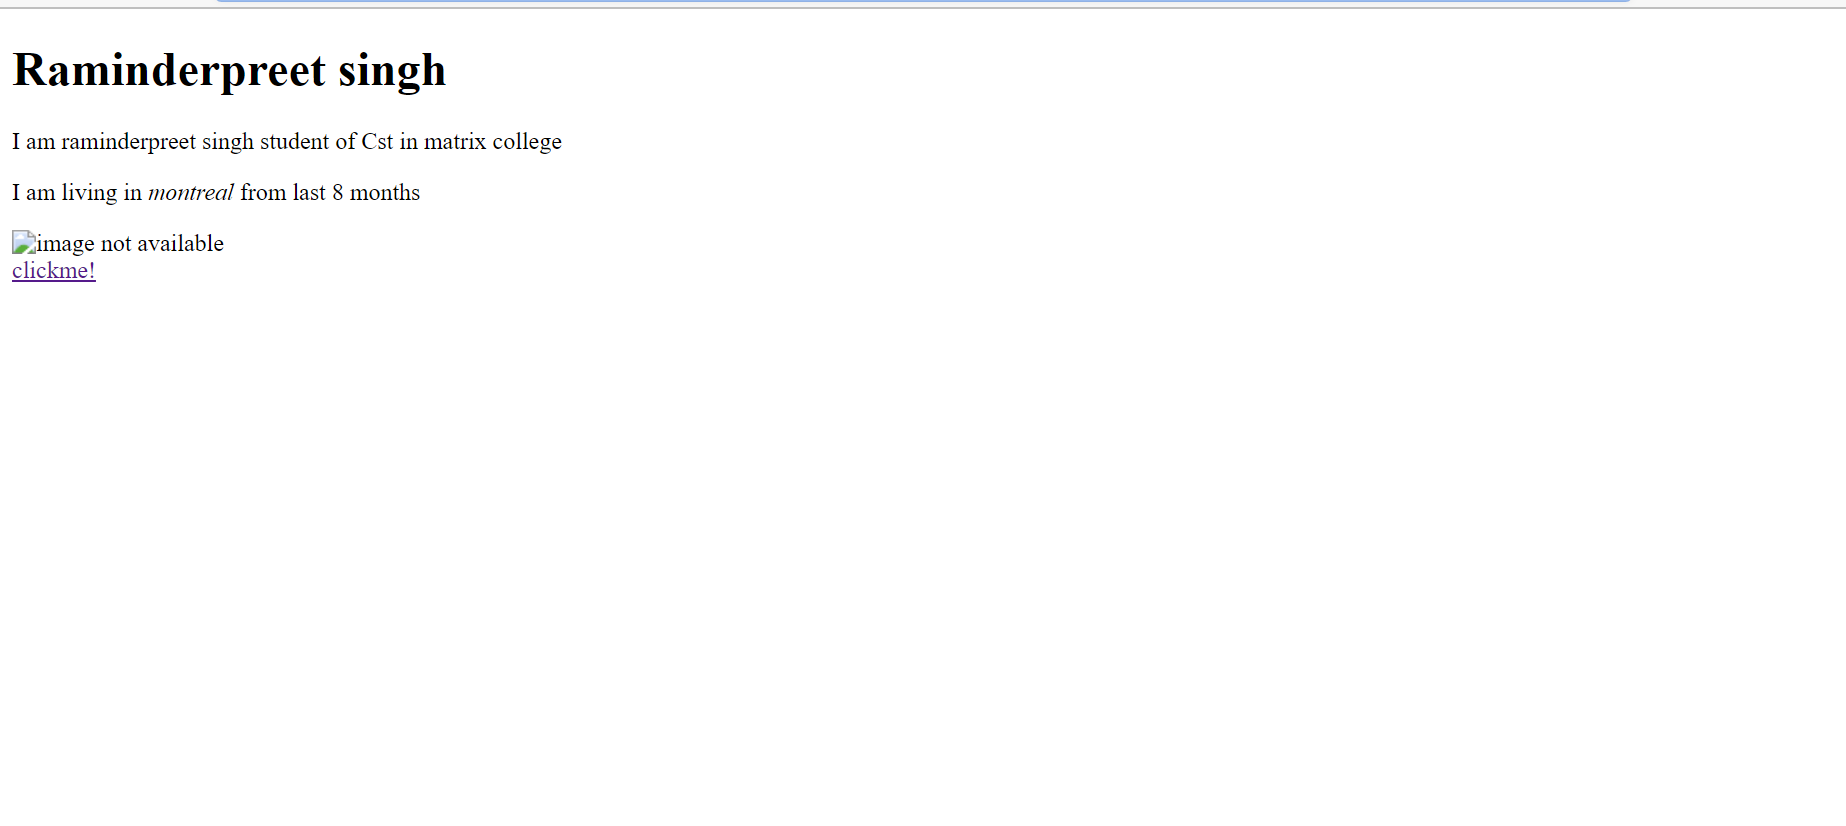 Raminderpreet singh
I am raminderpreet singh student of Cst in matrix college
I am living in montreal from last 8 months
image not available
clickme!